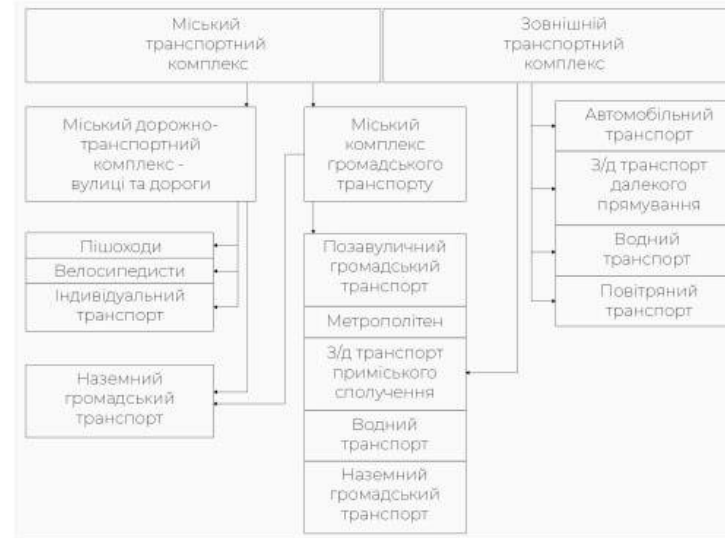 Міський
транспортний
комплекс
Зовнішній
транспортний
комплекс
Міський дорожно-
транспортний
комплекс -
вулиці та дороги
Міський
комплекс
громадського
транспорту
Автомобільний
транспорт
З/д транспорт
далекого
прямування
Водний
транспорт
Повітряний
транспорт
Пішоходи
Велосипедисти
Індивідуальний
транспорт
Наземний
громадський
транспорт
Позавуличний
громадський
транспорт
Метрополітен
З/д транспорт
приміського
сполучення
Водний
транспорт
Наземний
громадський
транспорт